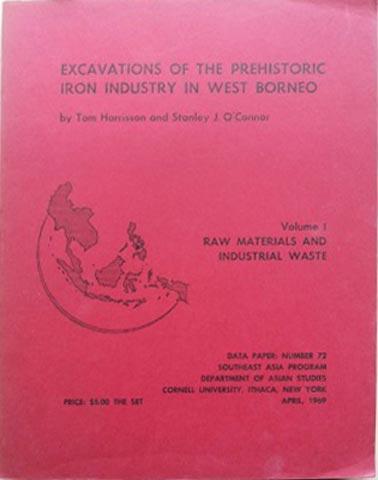 EXCAVATIONS OF THE PREHISTORIC
IRON INDUSTRY IN WEST BORNEO
by Tom Harrisson and Stanley J. O'Connor
Volume I
RAW MATERIALS AND
INDUSTRIAL WASTE
DATA PAPER: NUMBER 72
SOUTHEAST ASIA PROGRAM
DEPARTMENT OF ASIAN STUDIES
CORNELL UNIVERSITY, ITHACA, NEW YORK
PRICE: $5.00 THE SET APRIL, 1969